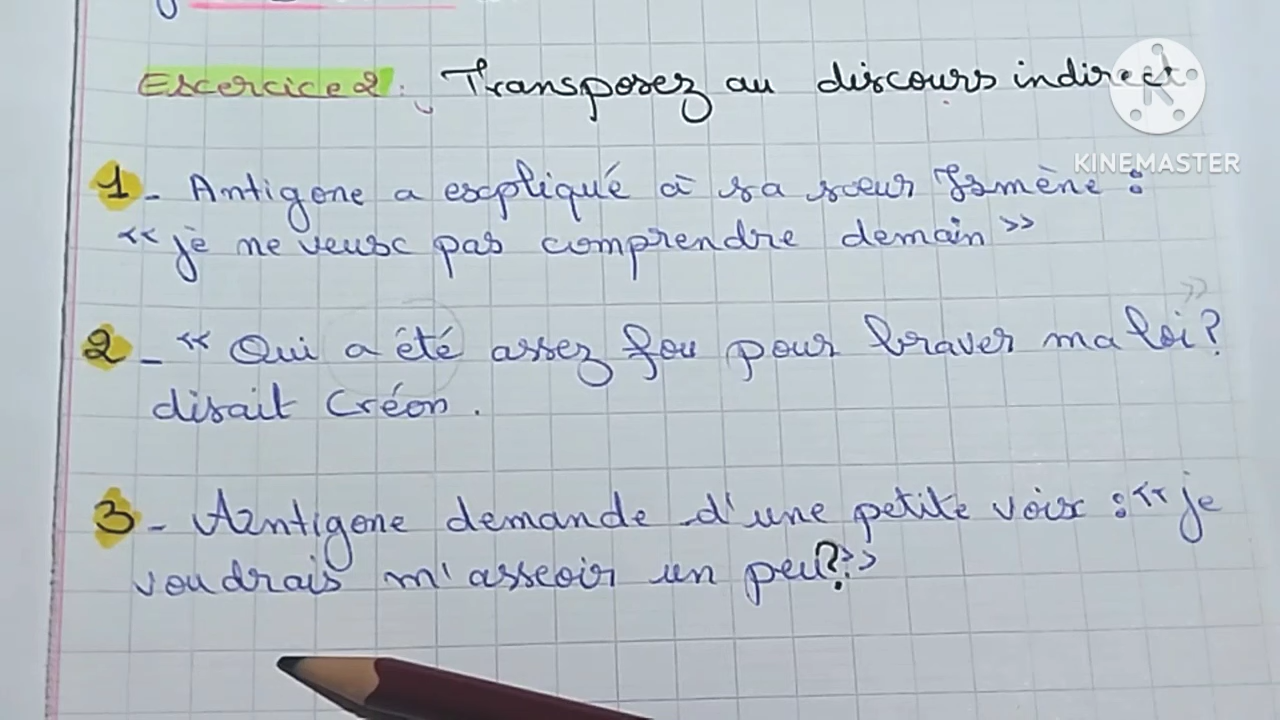 Exercice 2 : Transposez au discours indirect
KINEMASTER
1 - Antigone a expliqué à sa sœur Ismène :
« je ne veux pas comprendre demain »
2 - « Qui a été assez fou pour braver ma loi ? »
disait Créon .
3 - Antigone demande d'une petite voix : « je
voudrais m'asseoir un peu ? »